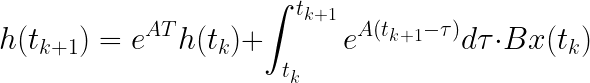 h(t_{k+1}) = e^{AT}h(t_k)+\int_{t_k}^{t_{k+1}} e^{A(t_{k+1}-\tau)}d\tau \cdot Bx(t_k)